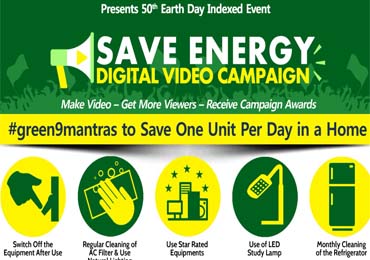 Presents 50th Earth Day Indexed Event
SAVE ENERGY
DIGITAL VIDEO CAMPAIGN
Make Video – Get More Viewers – Receive Campaign Awards
#green9mantras to Save One Unit Per Day in a Home
Switch Off the
Equipment After Use
Regular Cleaning of
AC Filter & Use
Natural Lighting
Use Star Rated
Equipments
Use of LED
Study Lamp
Monthly Cleaning
of the Refrigerator